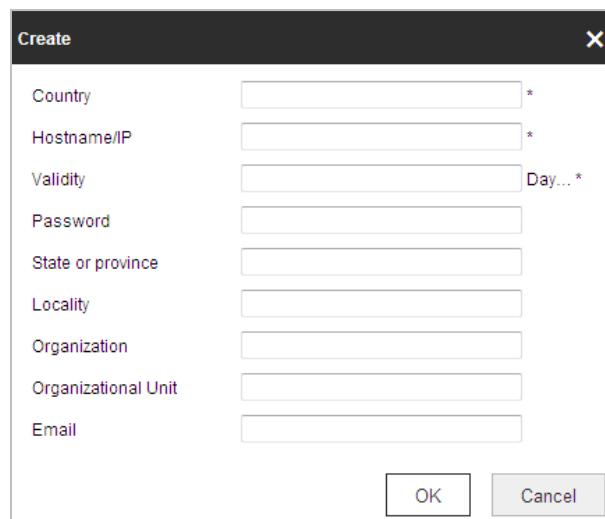 Create
Country *
Hostname/IP *
Validity Day... *
Password
State or province
Locality
Organization
Organizational Unit
Email
OK Cancel